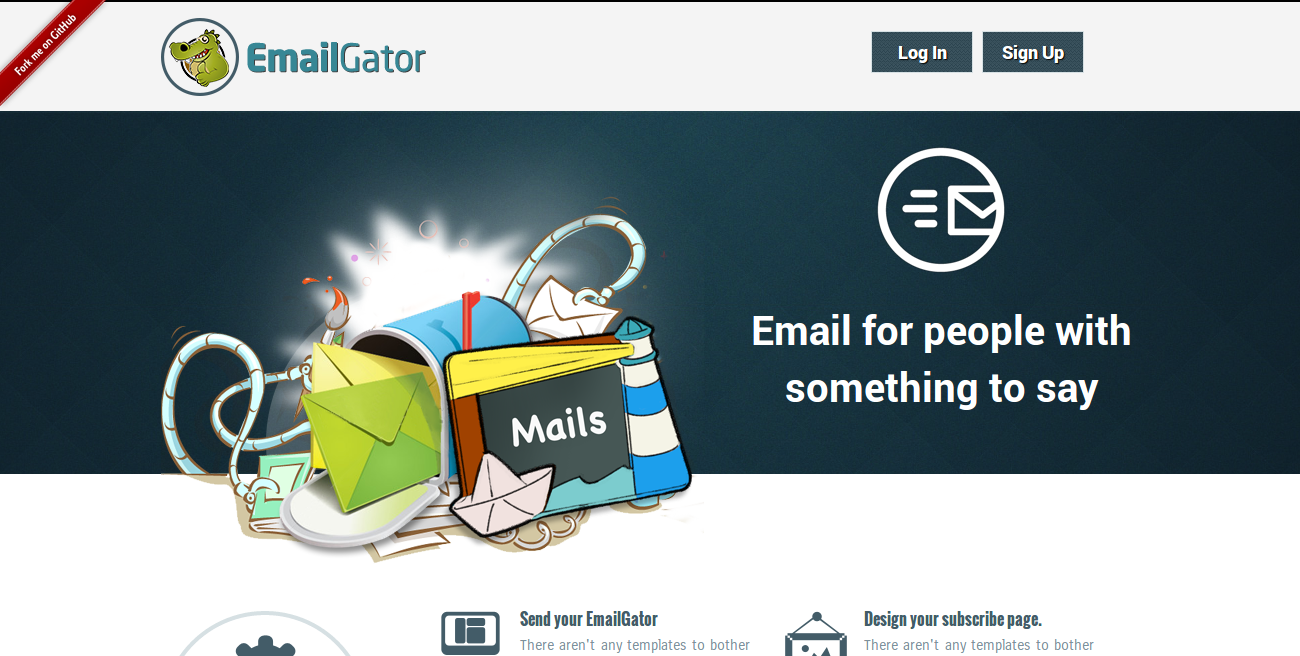 Fork me on GitHub
EmailGator
Log In
Sign Up
Email for people with
something to say
Mails
Send your EmailGator
There aren't any templates to bother
Design your subscribe page.
There aren't any templates to bother